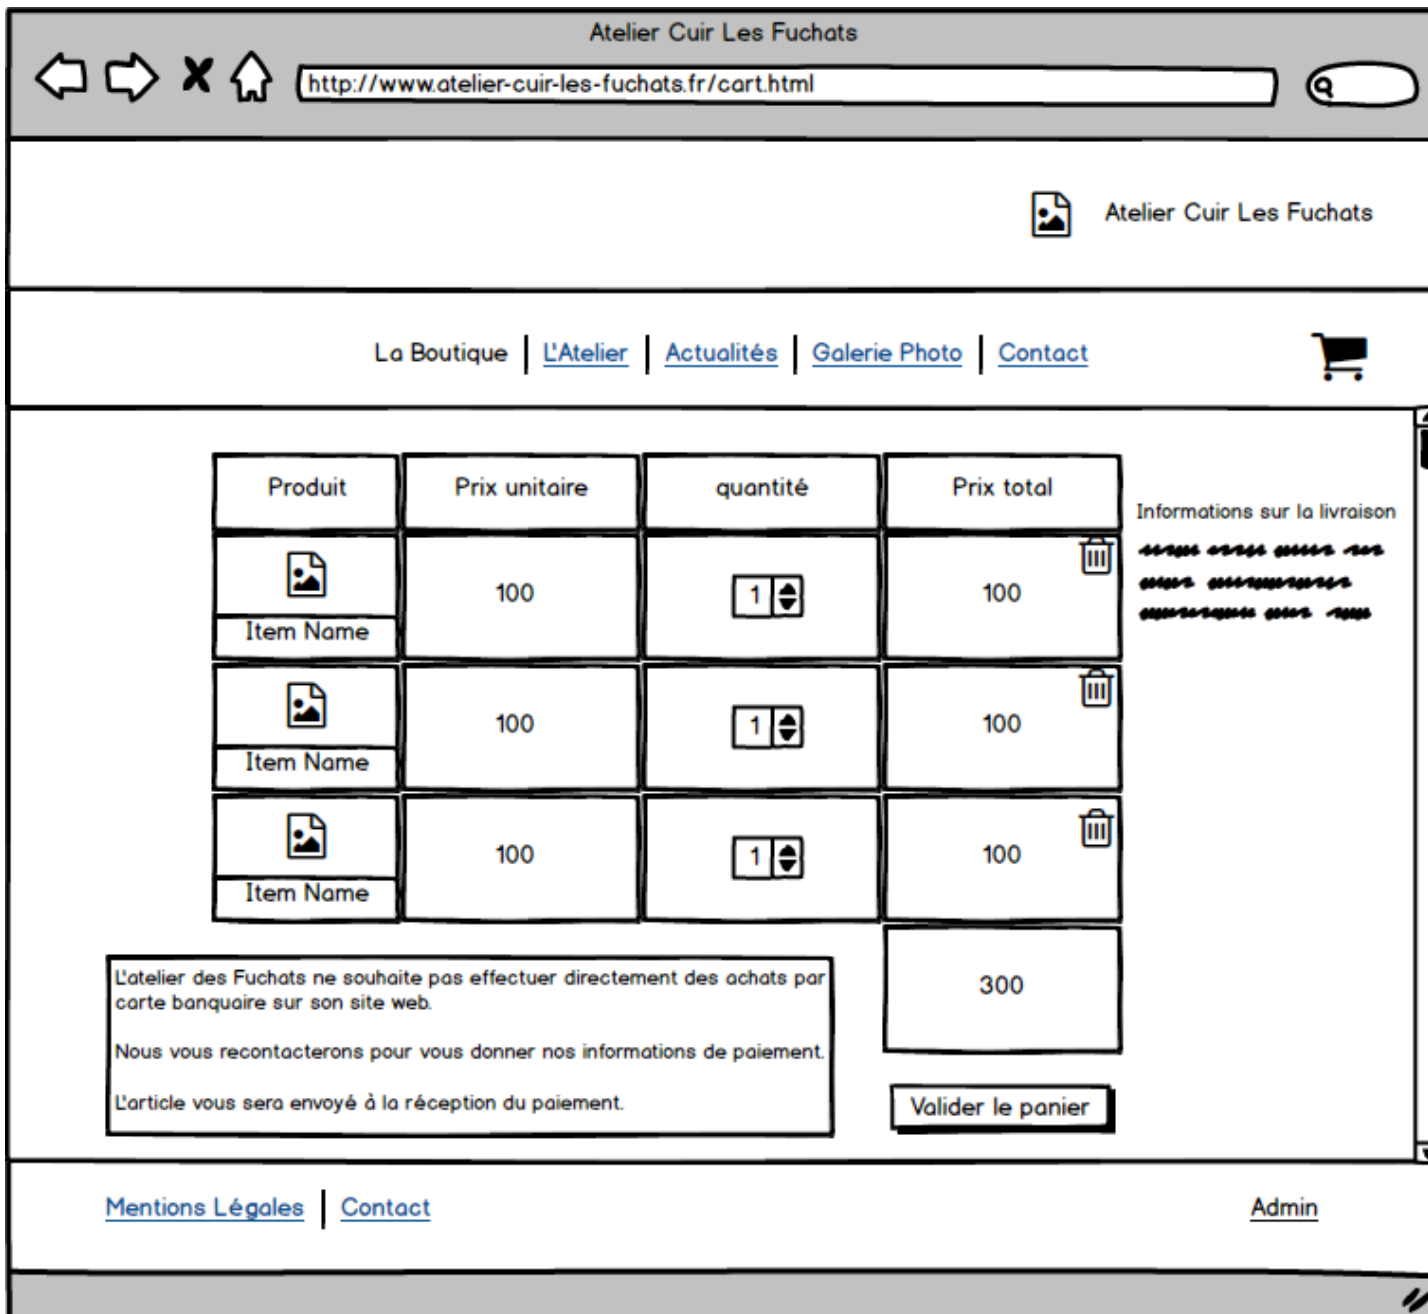 Atelier Cuir Les Fuchats
http://www.atelier-cuir-les-fuchats.fr/cart.html
Atelier Cuir Les Fuchats
La Boutique L'Atelier Actualités Galerie Photo Contact
Produit Prix unitaire quantité Prix total
Informations sur la livraison
100 1 100
Item Name
100 1 100
Item Name
100 1 100
Item Name
300
L'atelier des Fuchats ne souhaite pas effectuer directement des achats par
carte banquaire sur son site web.
Nous vous recontacterons pour vous donner nos informations de paiement.
L'article vous sera envoyé à la réception du paiement.
Valider le panier
Mentions Légales Contact Admin